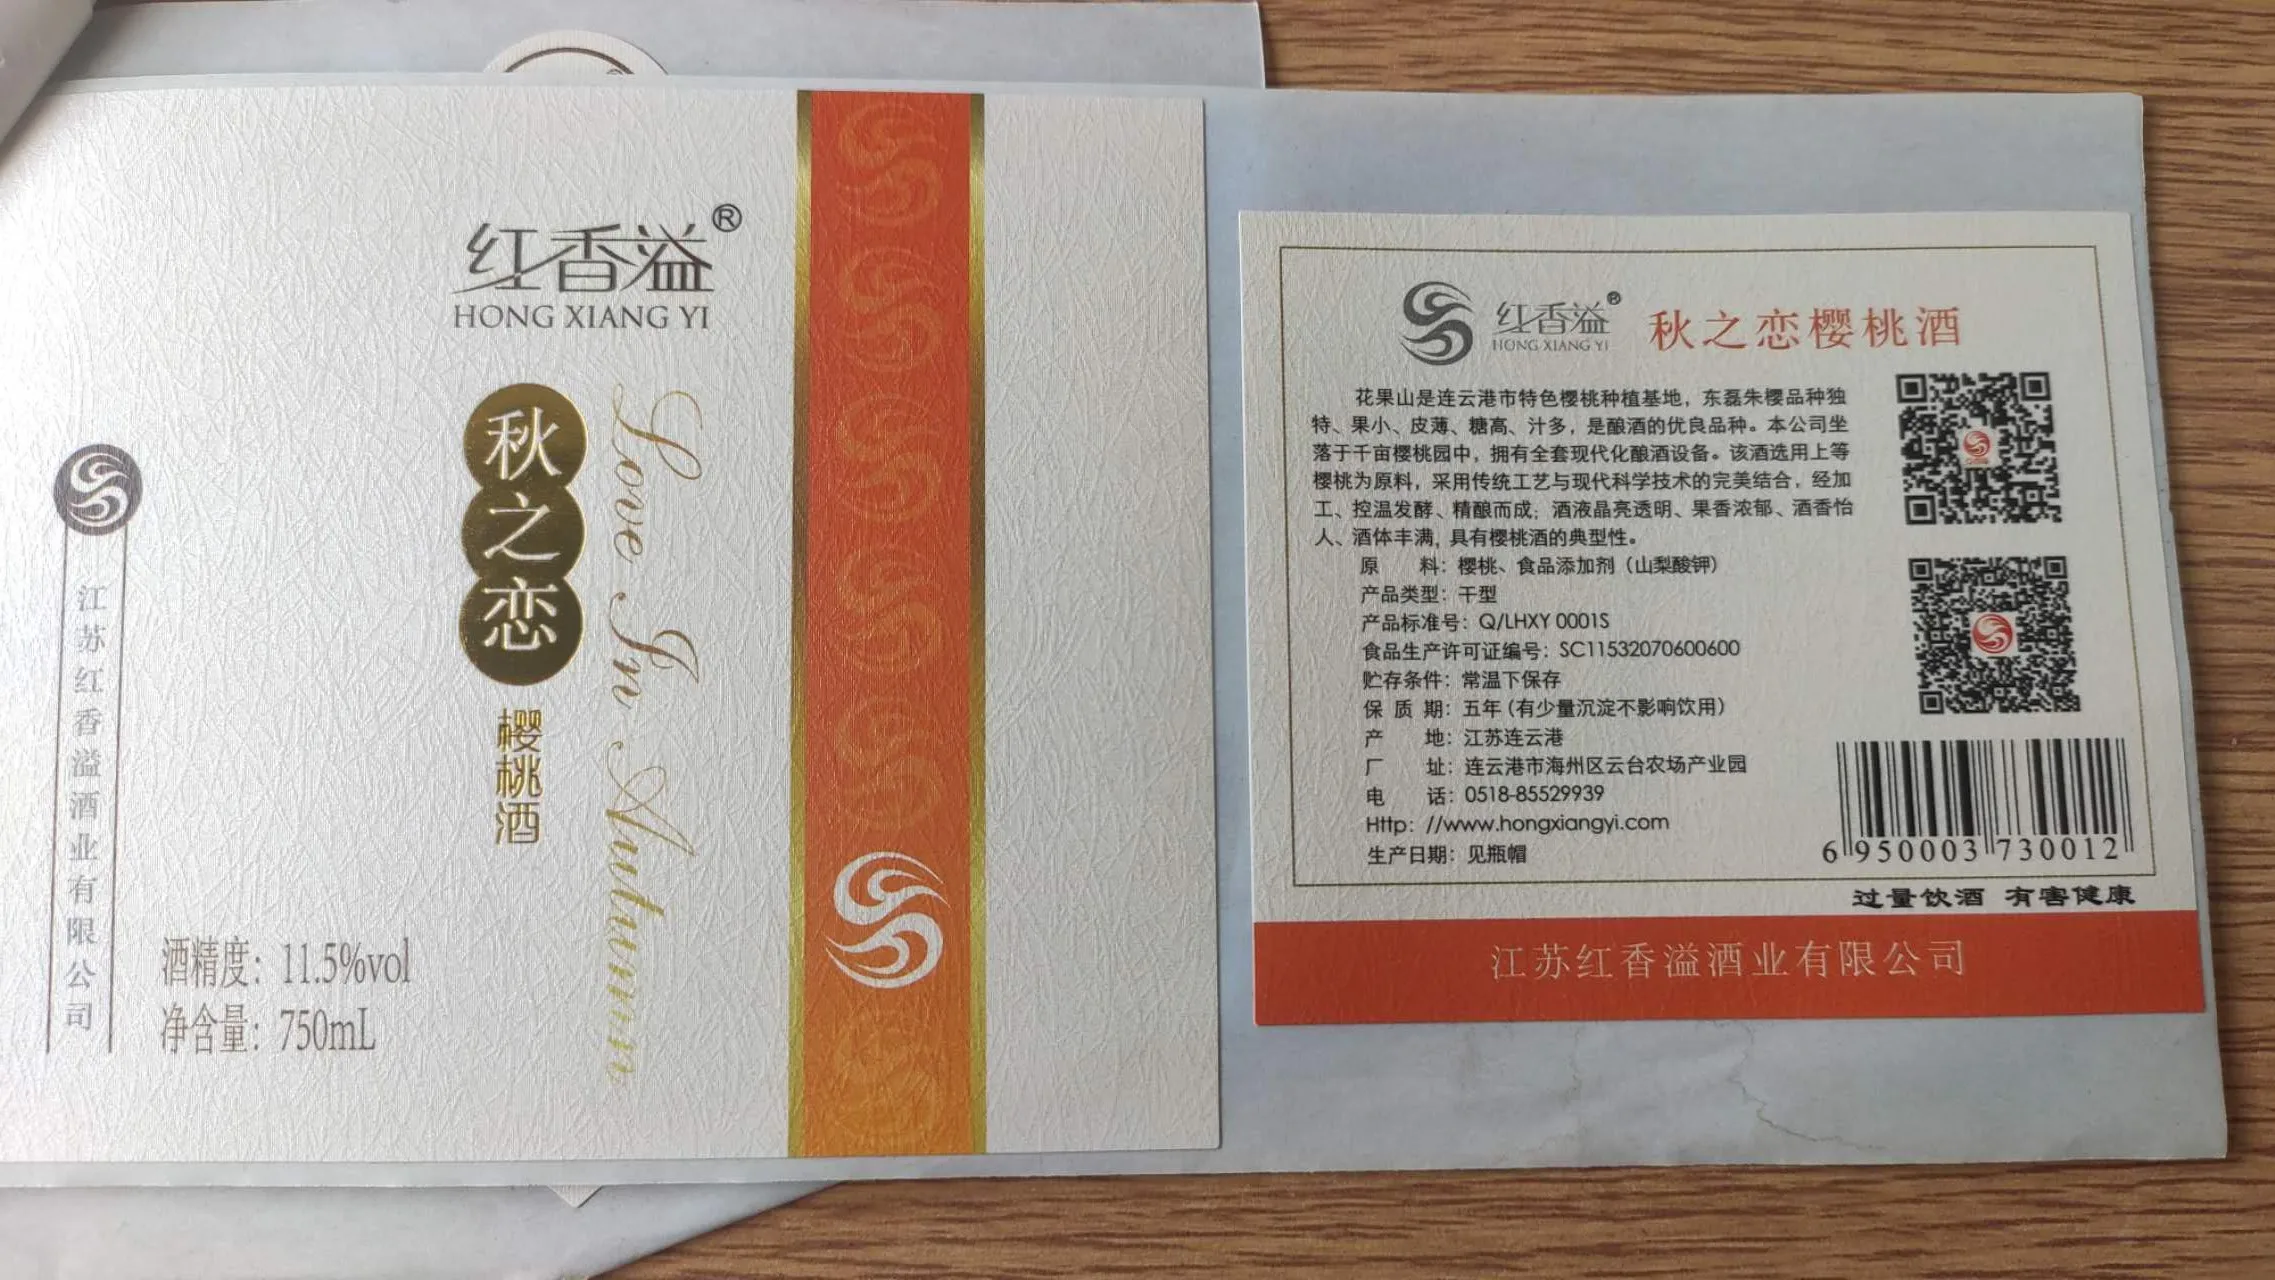 红香溢®
HONG XIANG YI
秋之恋
樱桃酒
Love In Autumn
江苏红香溢酒业有限公司
酒精度：11.5%vol
净含量：750mL
红香溢®
HONG XIANG YI
秋之恋樱桃酒
花果山是连云港市特色樱桃种植基地，东磊朱樱品种独
特、果小、皮薄、糖高、汁多，是酿酒的优良品种。本公司坐
落于千亩樱桃园中，拥有全套现代化酿酒设备。该酒选用上等
樱桃为原料，采用传统工艺与现代科学技术的完美结合，经加
工、控温发酵、精酿而成；酒液晶亮透明、果香浓郁、酒香怡
人、酒体丰满，具有樱桃酒的典型性。
原料：樱桃、食品添加剂（山梨酸钾）
产品类型：干型
产品标准号：Q/LHXY 0001S
食品生产许可证编号：SC11532070600600
贮存条件：常温下保存
保质期：五年（有少量沉淀不影响饮用）
产地：江苏连云港
厂址：连云港市海州区云台农场产业园
电话：0518-85529939
Http：//www.hongxiangyi.com
生产日期：见瓶帽
6950003730012
过量饮酒 有害健康
江苏红香溢酒业有限公司